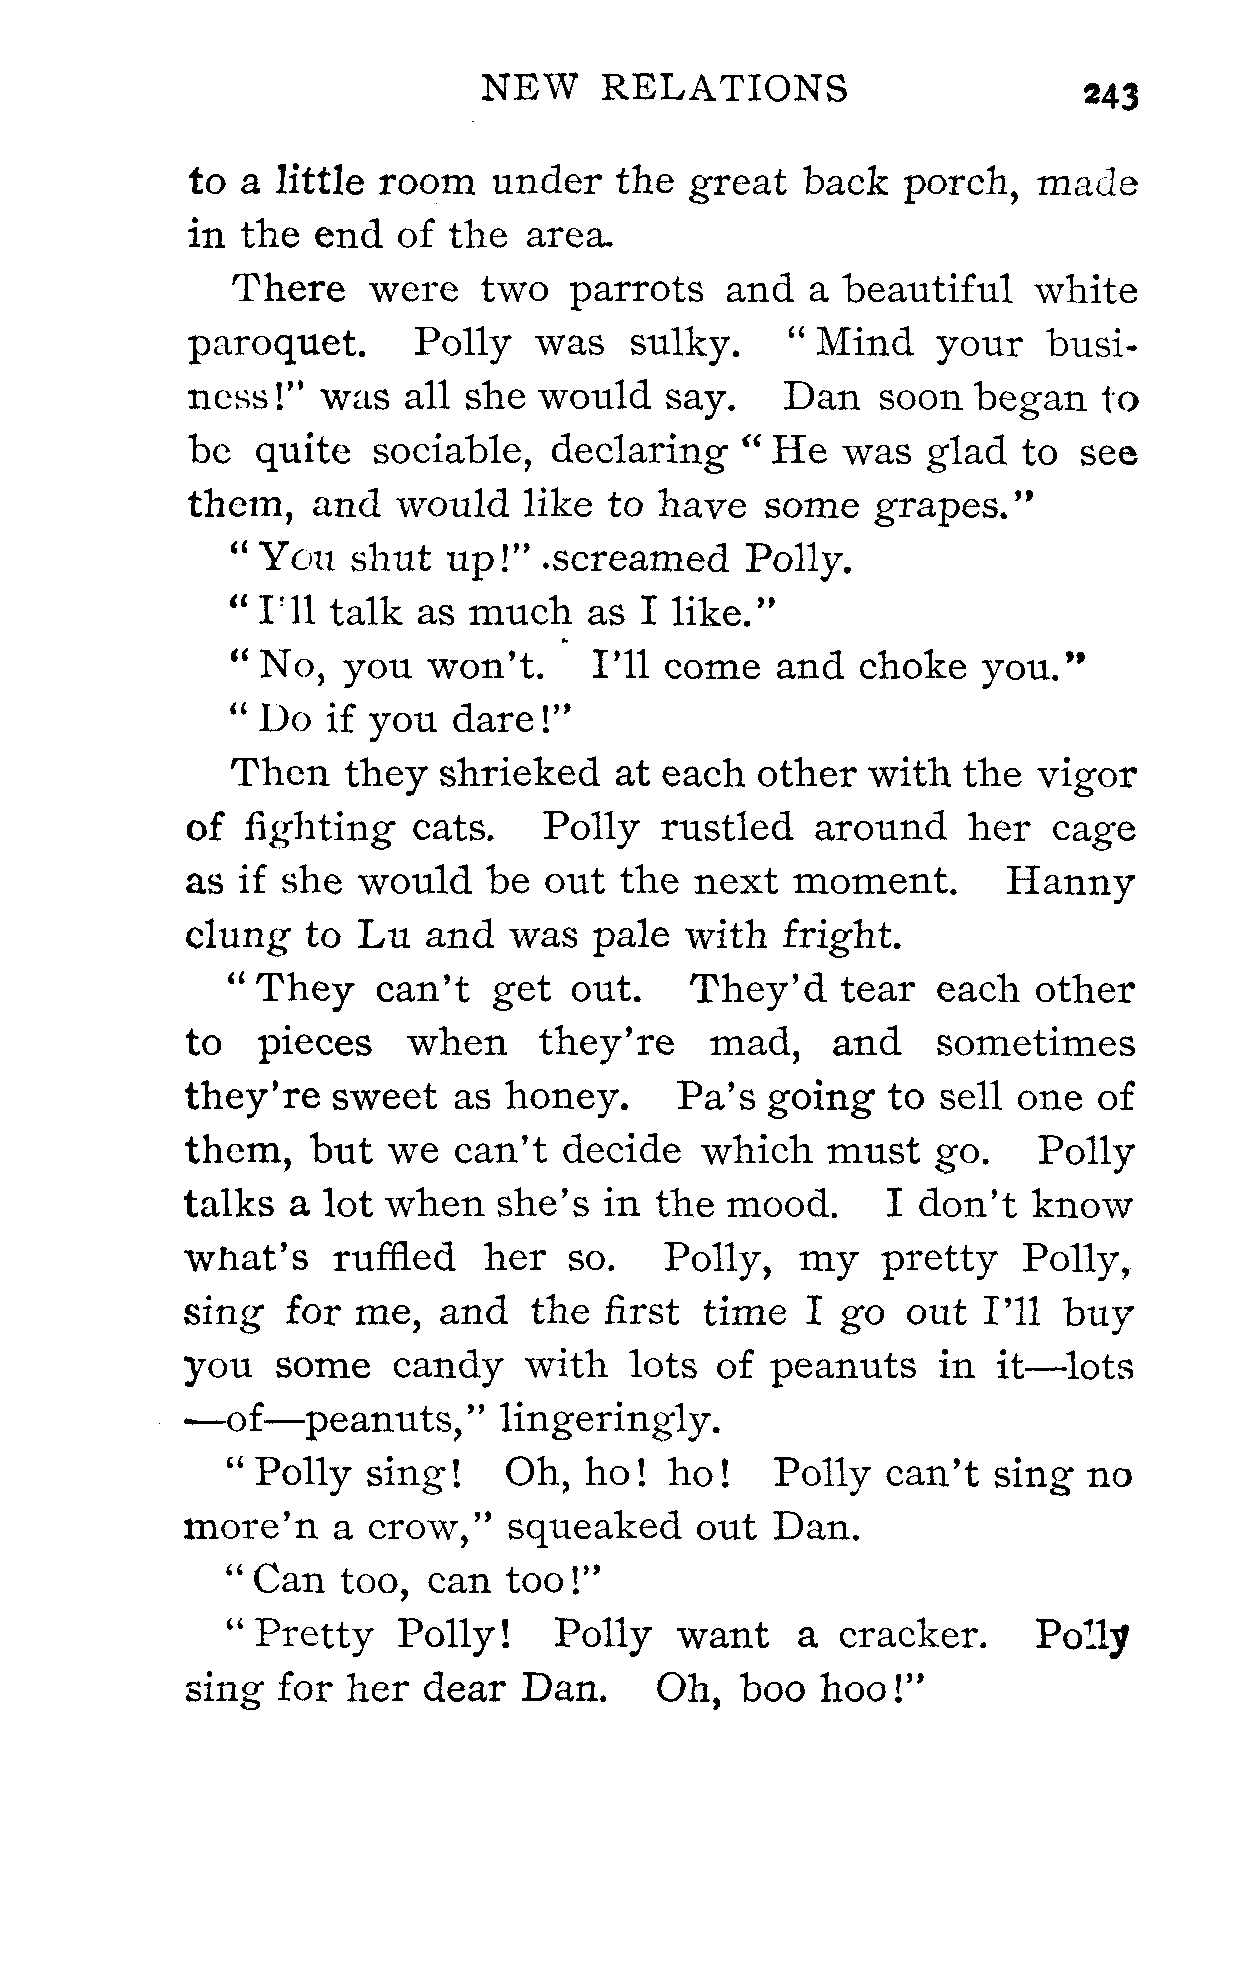 NEW RELATIONS 243
to a little room under the great back porch, made
in the end of the area.
There were two parrots and a beautiful white
paroquet. Polly was sulky. “ Mind your busi-
ness!” was all she would say. Dan soon began to
be quite sociable, declaring “ He was glad to see
them, and would like to have some grapes.”
“ You shut up!” .screamed Polly.
“ I'll talk as much as I like.”
“ No, you won't. I'll come and choke you.”
“ Do if you dare!”
Then they shrieked at each other with the vigor
of fighting cats. Polly rustled around her cage
as if she would be out the next moment. Hanny
clung to Lu and was pale with fright.
“ They can't get out. They'd tear each other
to pieces when they're mad, and sometimes
they're sweet as honey. Pa's going to sell one of
them, but we can't decide which must go. Polly
talks a lot when she's in the mood. I don't know
what's ruffled her so. Polly, my pretty Polly,
sing for me, and the first time I go out I'll buy
you some candy with lots of peanuts in it—lots
—of—peanuts,” lingeringly.
“ Polly sing! Oh, ho! ho! Polly can't sing no
more'n a crow,” squeaked out Dan.
“ Can too, can too!”
“ Pretty Polly! Polly want a cracker. Polly
sing for her dear Dan. Oh, boo hoo!”